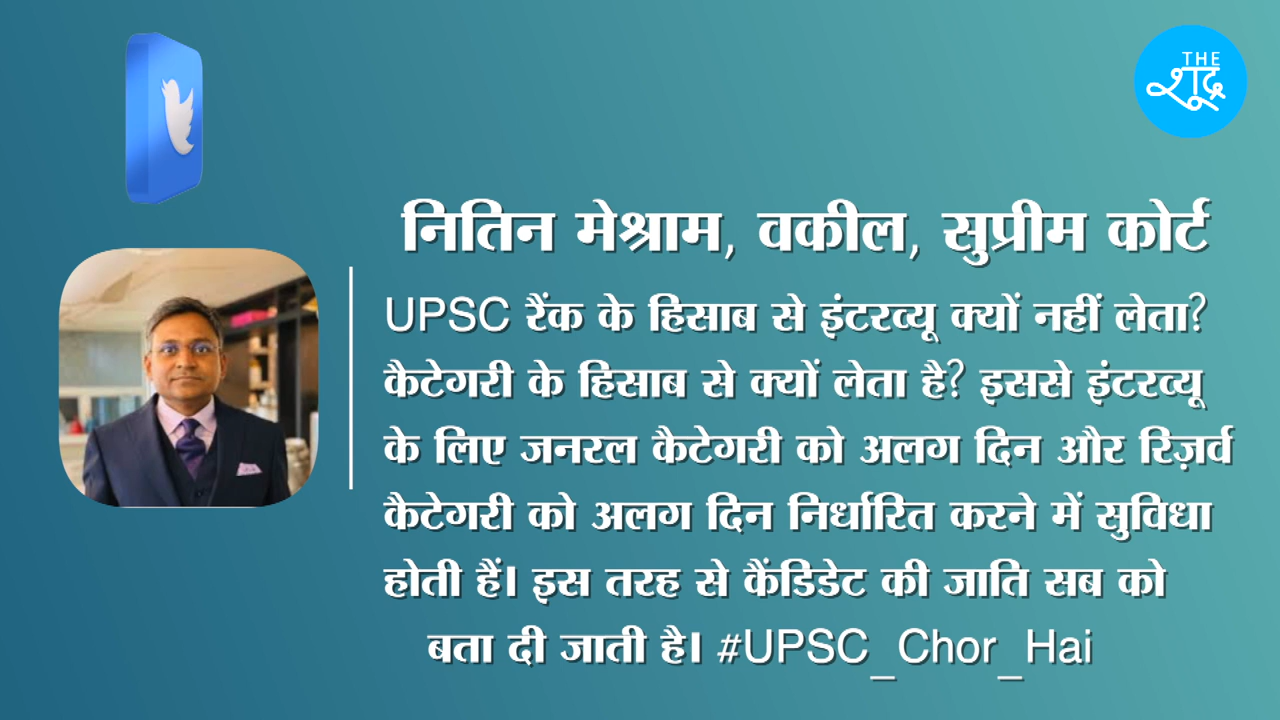 THE
शूद्र
नितिन मेश्राम, वकील, सुप्रीम कोर्ट
UPSC रैंक के हिसाब से इंटरव्यू क्यों नहीं लेता?
कैटेगरी के हिसाब से क्यों लेता है? इससे इंटरव्यू
के लिए जनरल कैटेगरी को अलग दिन और रिज़र्व
कैटेगरी को अलग दिन निर्धारित करने में सुविधा
होती हैं। इस तरह से कैंडिडेट की जाति सब को
बता दी जाती है। #UPSC_Chor_Hai